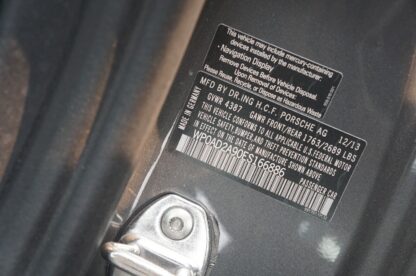 This vehicle may include mercury-containing
devices installed by the manufacturer:
• Navigation Display
Remove Devices Before Vehicle Disposal.
Upon Removal of Devices
Please Reuse, Recycle or Dispose as Hazardous Waste
MFD BY DR.ING H.C.F. PORSCHE AG 12/13
GVWR 4387 GAWR FRONT/REAR 1763/2689 LBS
THIS VEHICLE CONFORMS TO ALL APPLICABLE U.S. FEDERAL MOTOR
VEHICLE SAFETY, BUMPER, AND THEFT PREVENTION STANDARDS
IN EFFECT ON THE DATE OF MANUFACTURE SHOWN ABOVE
WP0AD2A90FS166886
PASSENGER CAR
MADE IN GERMANY